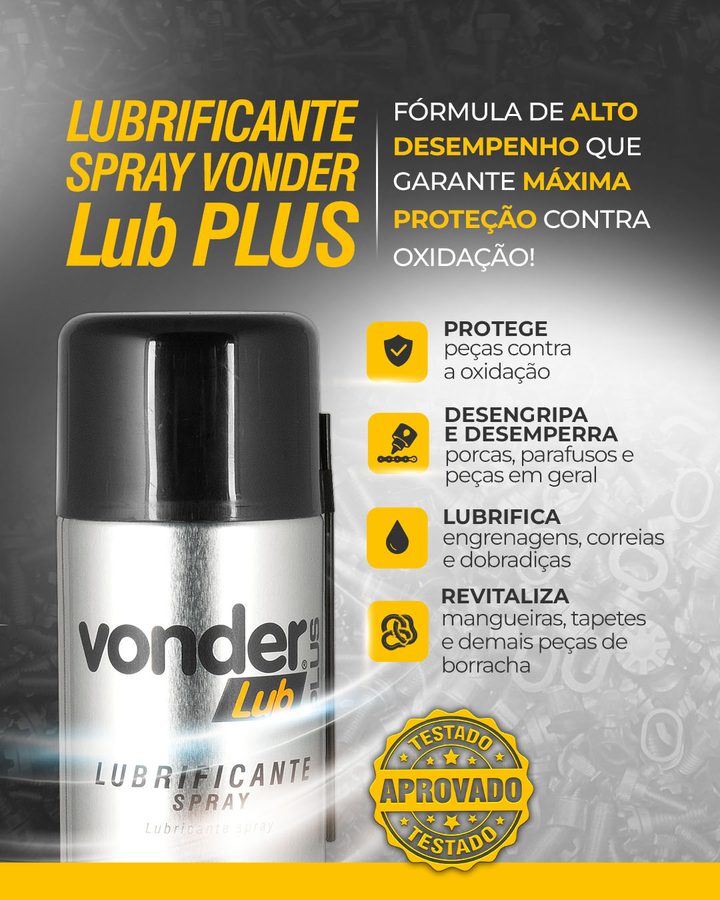 LUBRIFICANTE
SPRAY VONDER
Lub PLUS
FÓRMULA DE ALTO
DESEMPENHO QUE
GARANTE MÁXIMA
PROTEÇÃO CONTRA
OXIDAÇÃO!
PROTEGE
peças contra
a oxidação
DESENGRIPA
E DESEMPERRA
porcas, parafusos e
peças em geral
LUBRIFICA
engrenagens, correias
e dobradiças
REVITALIZA
mangueiras, tapetes
e demais peças de
borracha
vonder®
Lub
PLUS
LUBRIFICANTE
SPRAY
Lubricante spray
TESTADO
APROVADO
TESTADO